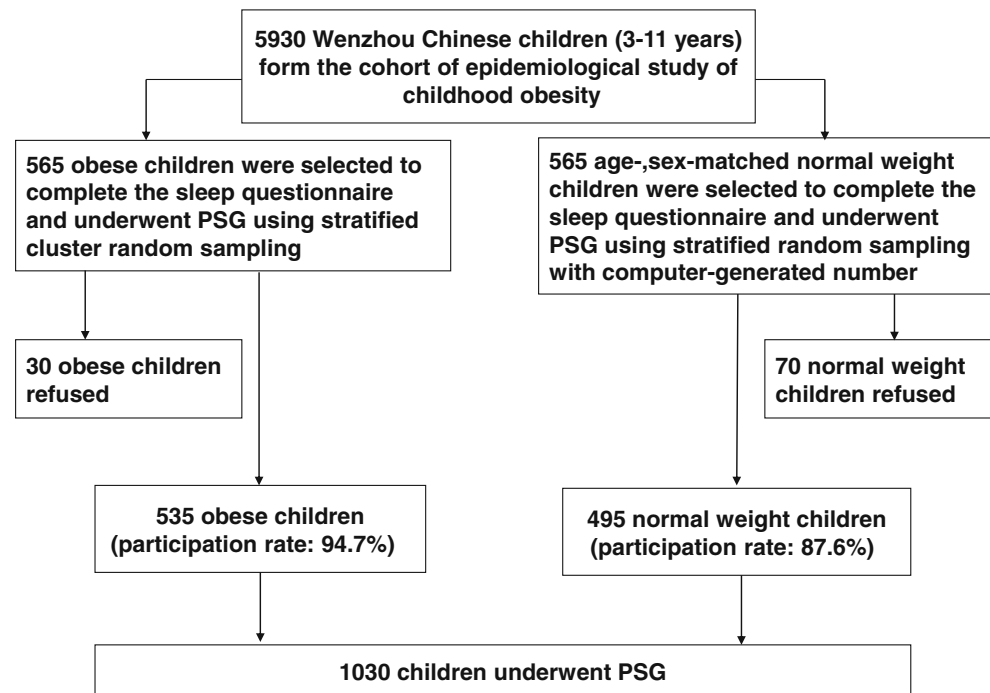 5930 Wenzhou Chinese children (3-11 years)
form the cohort of epidemiological study of
childhood obesity
565 obese children were selected to
complete the sleep questionnaire
and underwent PSG using stratified
cluster random sampling
565 age-,sex-matched normal weight
children were selected to complete the
sleep questionnaire and underwent
PSG using stratified random sampling
with computer-generated number
30 obese children
refused
70 normal weight
children refused
535 obese children
(participation rate: 94.7%)
495 normal weight children
(participation rate: 87.6%)
1030 children underwent PSG